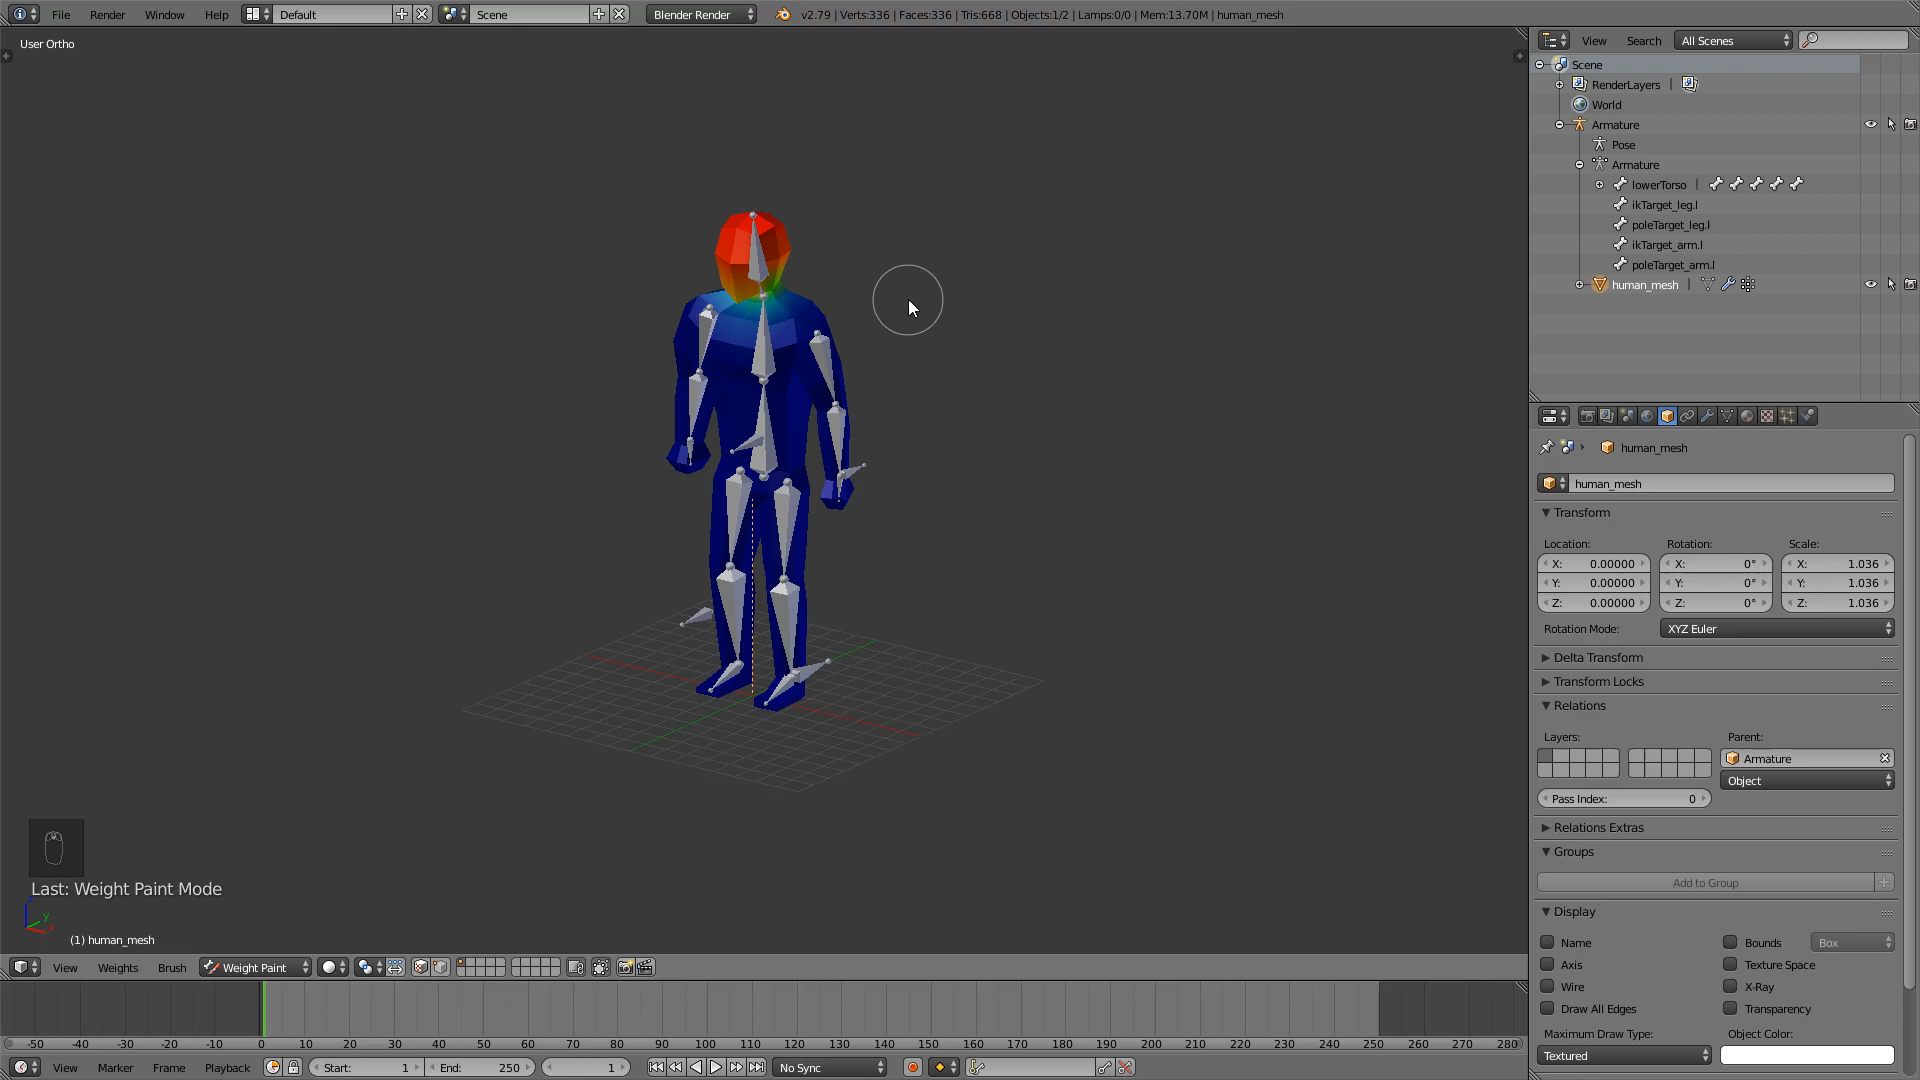 File Render Window Help Default Scene Blender Render v2.79 | Verts:336 | Faces:336 | Tris:668 | Objects:1/2 | Lamps:0/0 | Mem:13.70M | human_mesh
User Ortho
View Search All Scenes
Scene
RenderLayers |
World
Armature
Pose
Armature
lowerTorso |
ikTarget_leg.l
poleTarget_leg.l
ikTarget_arm.l
poleTarget_arm.l
human_mesh |
human_mesh
human_mesh
Transform
Location: Rotation: Scale:
X: 0.00000 X: 0° X: 1.036
Y: 0.00000 Y: 0° Y: 1.036
Z: 0.00000 Z: 0° Z: 1.036
Rotation Mode: XYZ Euler
Delta Transform
Transform Locks
Relations
Layers: Parent:
Armature
Object
Pass Index: 0
Relations Extras
Groups
Add to Group
Display
Name Bounds Box
Axis Texture Space
Wire X-Ray
Draw All Edges Transparency
Maximum Draw Type: Object Color:
Textured
Last: Weight Paint Mode
z y x
(1) human_mesh
View Weights Brush Weight Paint
-50 -40 -30 -20 -10 0 10 20 30 40 50 60 70 80 90 100 110 120 130 140 150 160 170 180 190 200 210 220 230 240 250 260 270 280
View Marker Frame Playback Start: 1 End: 250 1 No Sync